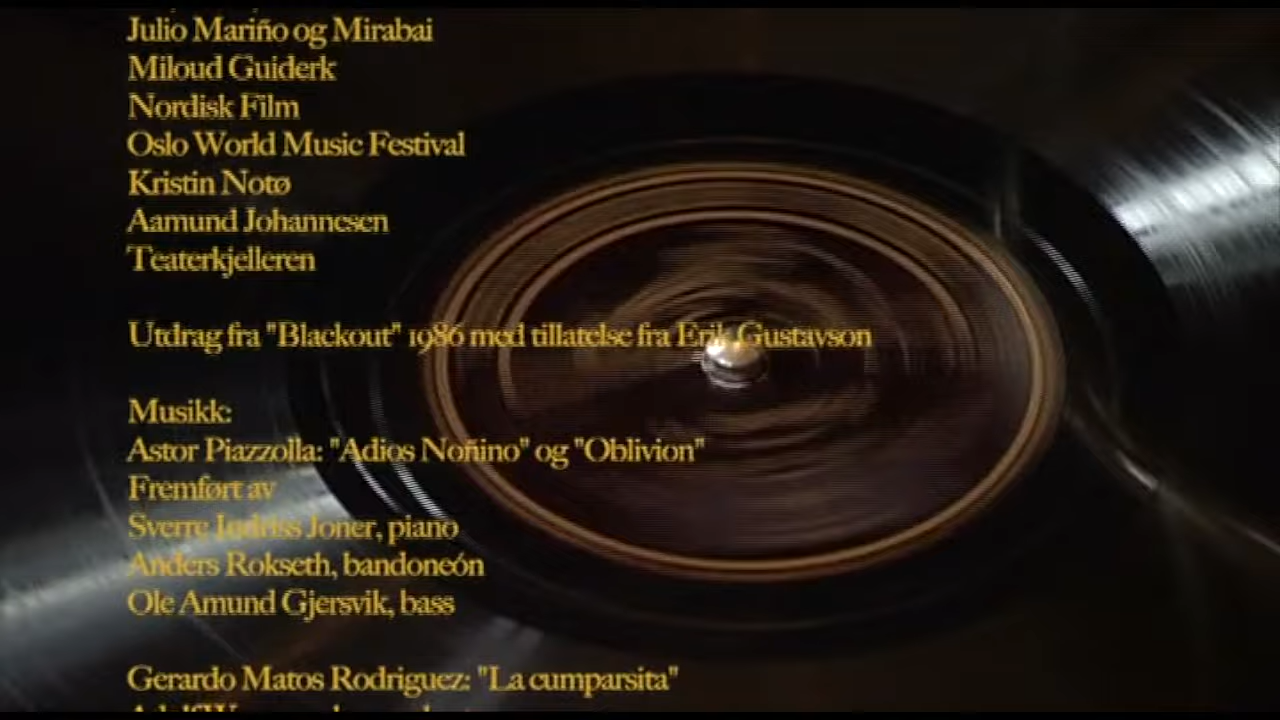 Julio Mariño og Mirabai
Miloud Guiderk
Nordisk Film
Oslo World Music Festival
Kristin Notø
Aamund Johannesen
Teaterkjelleren
Utdrag fra "Blackout" 1986 med tillatelse fra Erik Gustavson
Musikk:
Astor Piazzolla: "Adios Noñino" og "Oblivion"
Fremført av
Sverre Indriss Joner, piano
Anders Rokseth, bandoneón
Ole Amund Gjersvik, bass
Gerardo Matos Rodriguez: "La cumparsita"